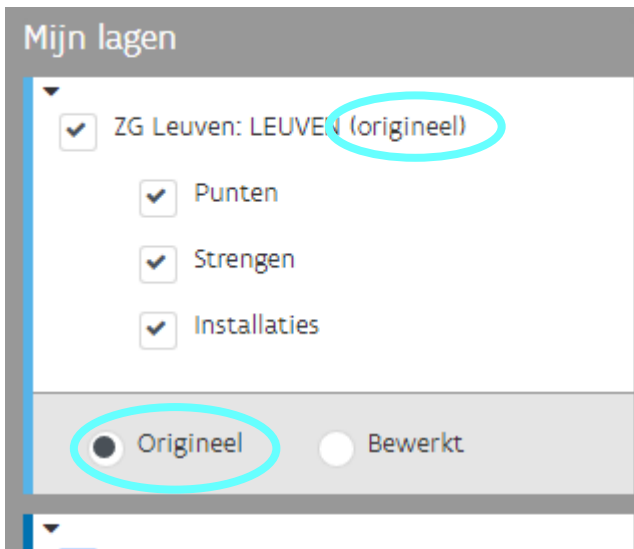 Mijn lagen
ZG Leuven: LEUVEN (origineel)
Punten
Strengen
Installaties
Origineel Bewerkt